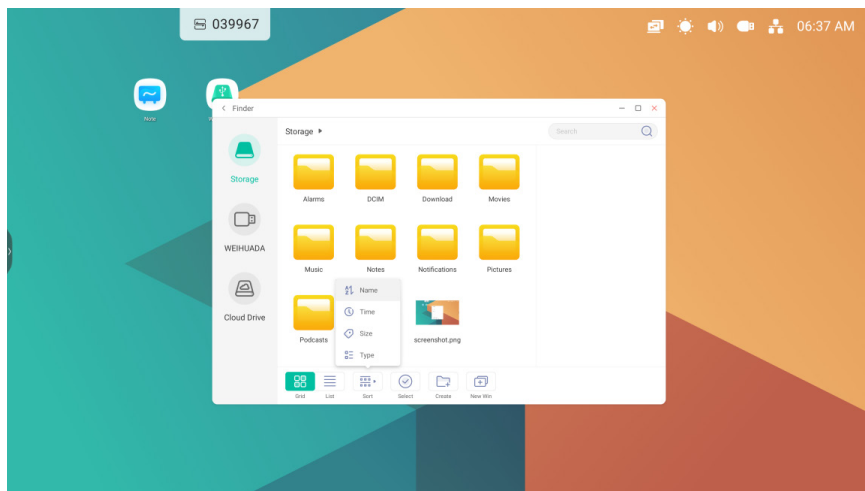 039967
06:37 AM
Note
Finder
Storage
Search
Storage
WEIHUADA
Cloud Drive
Alarms
DCIM
Download
Movies
Music
Notes
Notifications
Pictures
Podcasts
screenshot.png
Name
Time
Size
Type
Grid
List
Sort
Select
Create
New Win